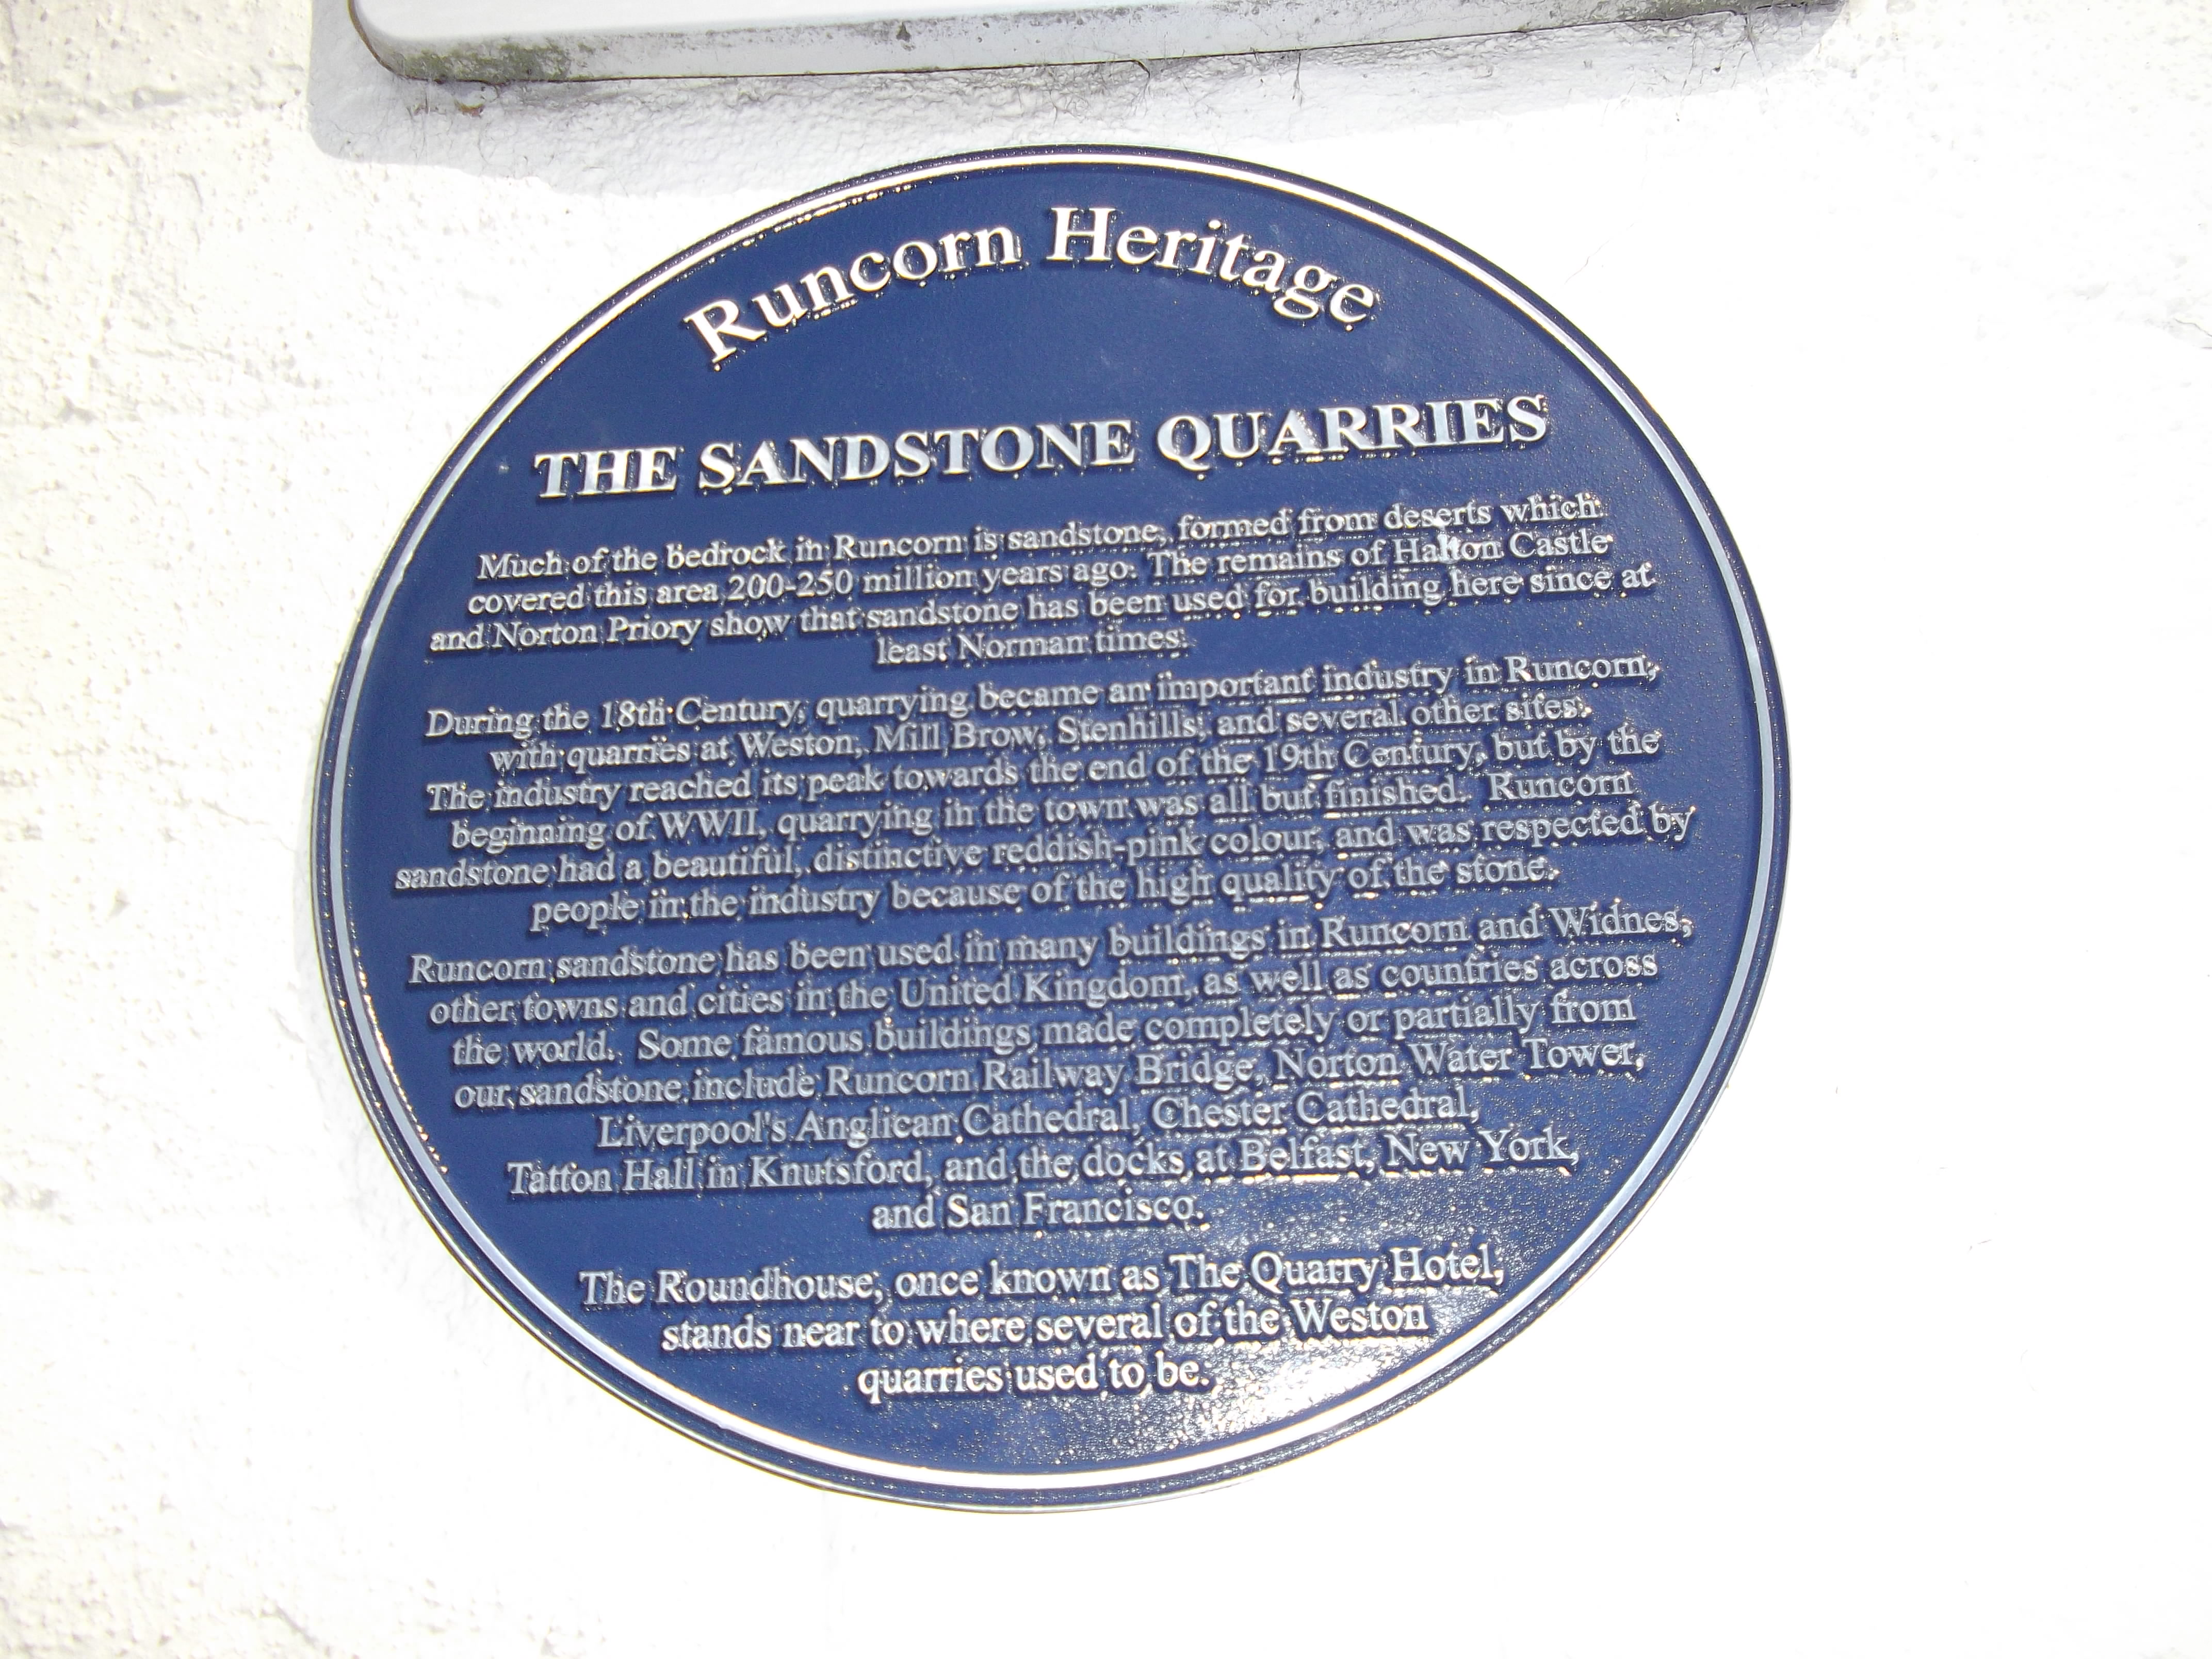 Runcorn Heritage
THE SANDSTONE QUARRIES
Much of the bedrock in Runcorn is sandstone, formed from deserts which
covered this area 200-250 million years ago. The remains of Halton Castle
and Norton Priory show that sandstone has been used for building here since at
least Norman times.
During the 18th Century, quarrying became an important industry in Runcorn,
with quarries at Weston, Mill Brow, Stenhills, and several other sites.
The industry reached its peak towards the end of the 19th Century, but by the
beginning of WWII, quarrying in the town was all but finished. Runcorn
sandstone had a beautiful, distinctive reddish-pink colour, and was respected by
people in the industry because of the high quality of the stone.
Runcorn sandstone has been used in many buildings in Runcorn and Widnes,
other towns and cities in the United Kingdom, as well as countries across
the world. Some famous buildings made completely or partially from
our sandstone include Runcorn Railway Bridge, Norton Water Tower,
Liverpool's Anglican Cathedral, Chester Cathedral,
Tatton Hall in Knutsford, and the docks at Belfast, New York,
and San Francisco.
The Roundhouse, once known as The Quarry Hotel,
stands near to where several of the Weston
quarries used to be.